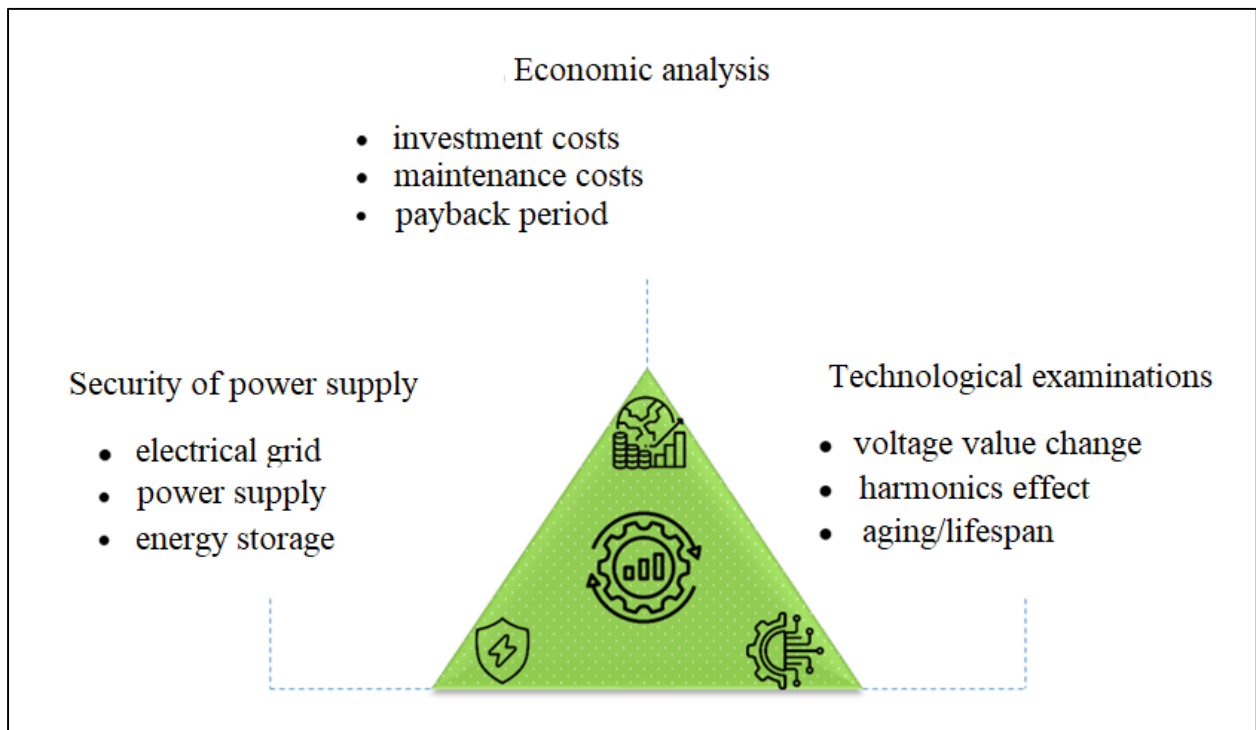 Economic analysis
• investment costs
• maintenance costs
• payback period
Security of power supply
• electrical grid
• power supply
• energy storage
Technological examinations
• voltage value change
• harmonics effect
• aging/lifespan